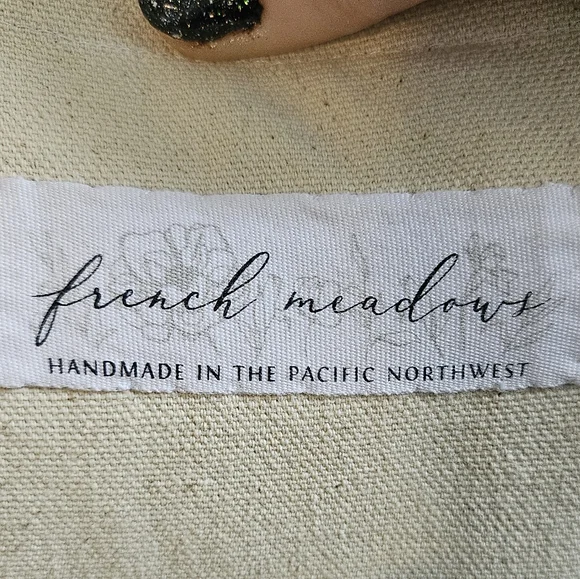 french meadows
HANDMADE IN THE PACIFIC NORTHWEST